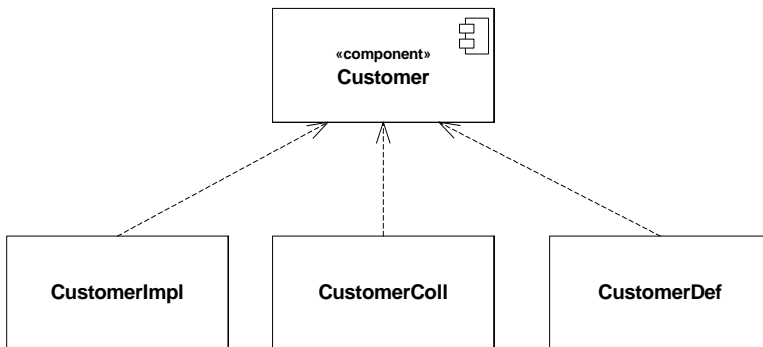 «component»
Customer
CustomerImpl
CustomerColl
CustomerDef